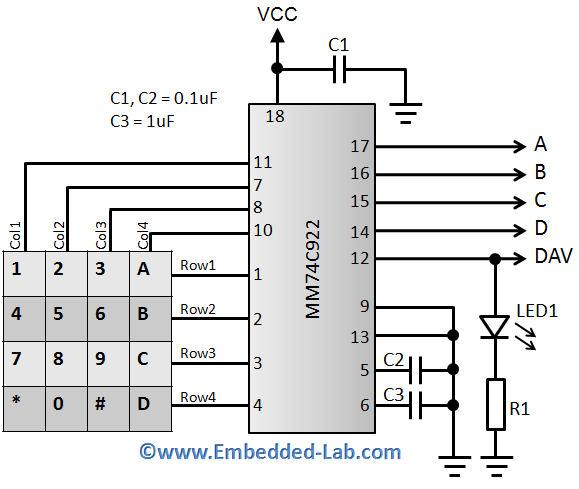 VCC
C1
C1, C2 = 0.1uF
C3 = 1uF
18
17 A
11
16 B
7
15 C
8
14 D
10
12 DAV
Col1 Col2 Col3 Col4
MM74C922
1 2 3 A Row1 1
9
LED1
4 5 6 B Row2 2
13
7 8 9 C Row3 3
5 C2
* 0 # D Row4 4
6 C3
R1
©www.Embedded-Lab.com